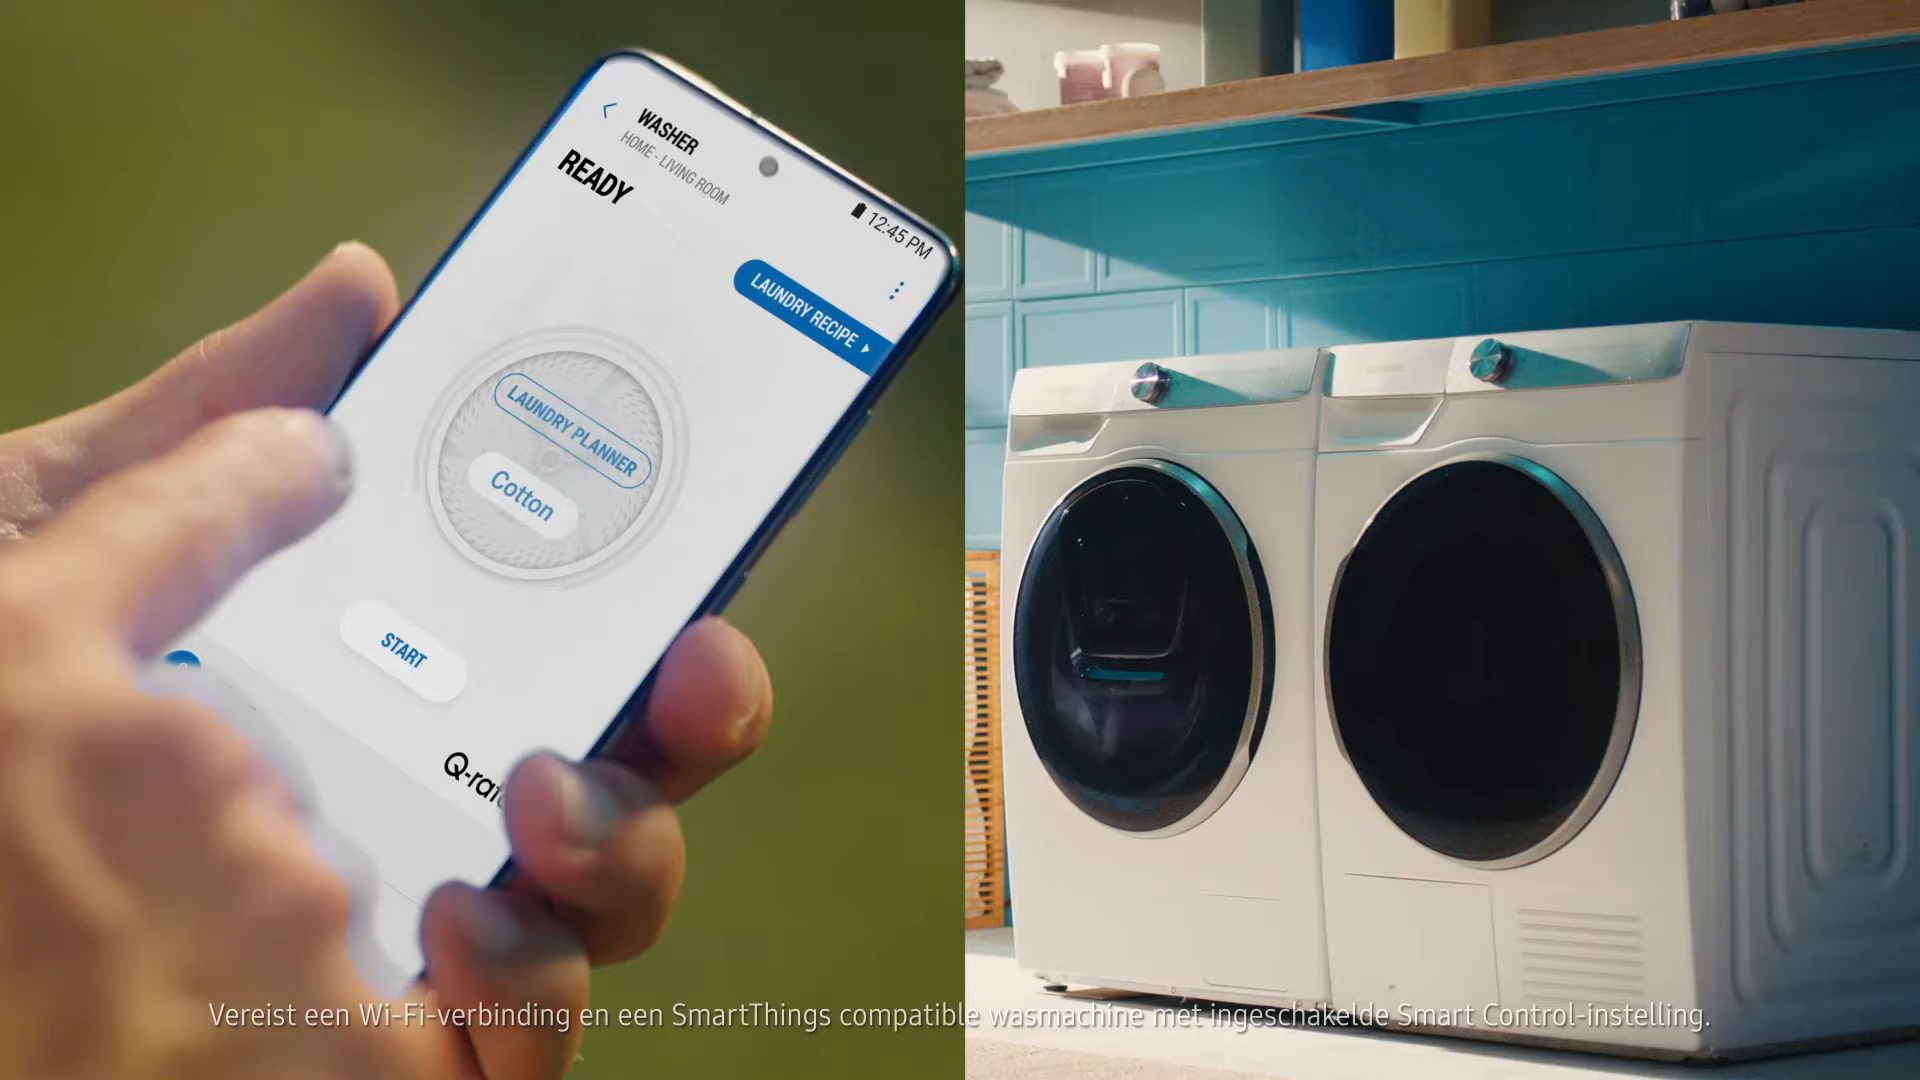 WASHER
HOME - LIVING ROOM
READY
12:45 PM
LAUNDRY RECIPE
LAUNDRY PLANNER
Cotton
START
Vereist een Wi-Fi-verbinding en een SmartThings compatible wasmachine met ingeschakelde Smart Control-instelling.